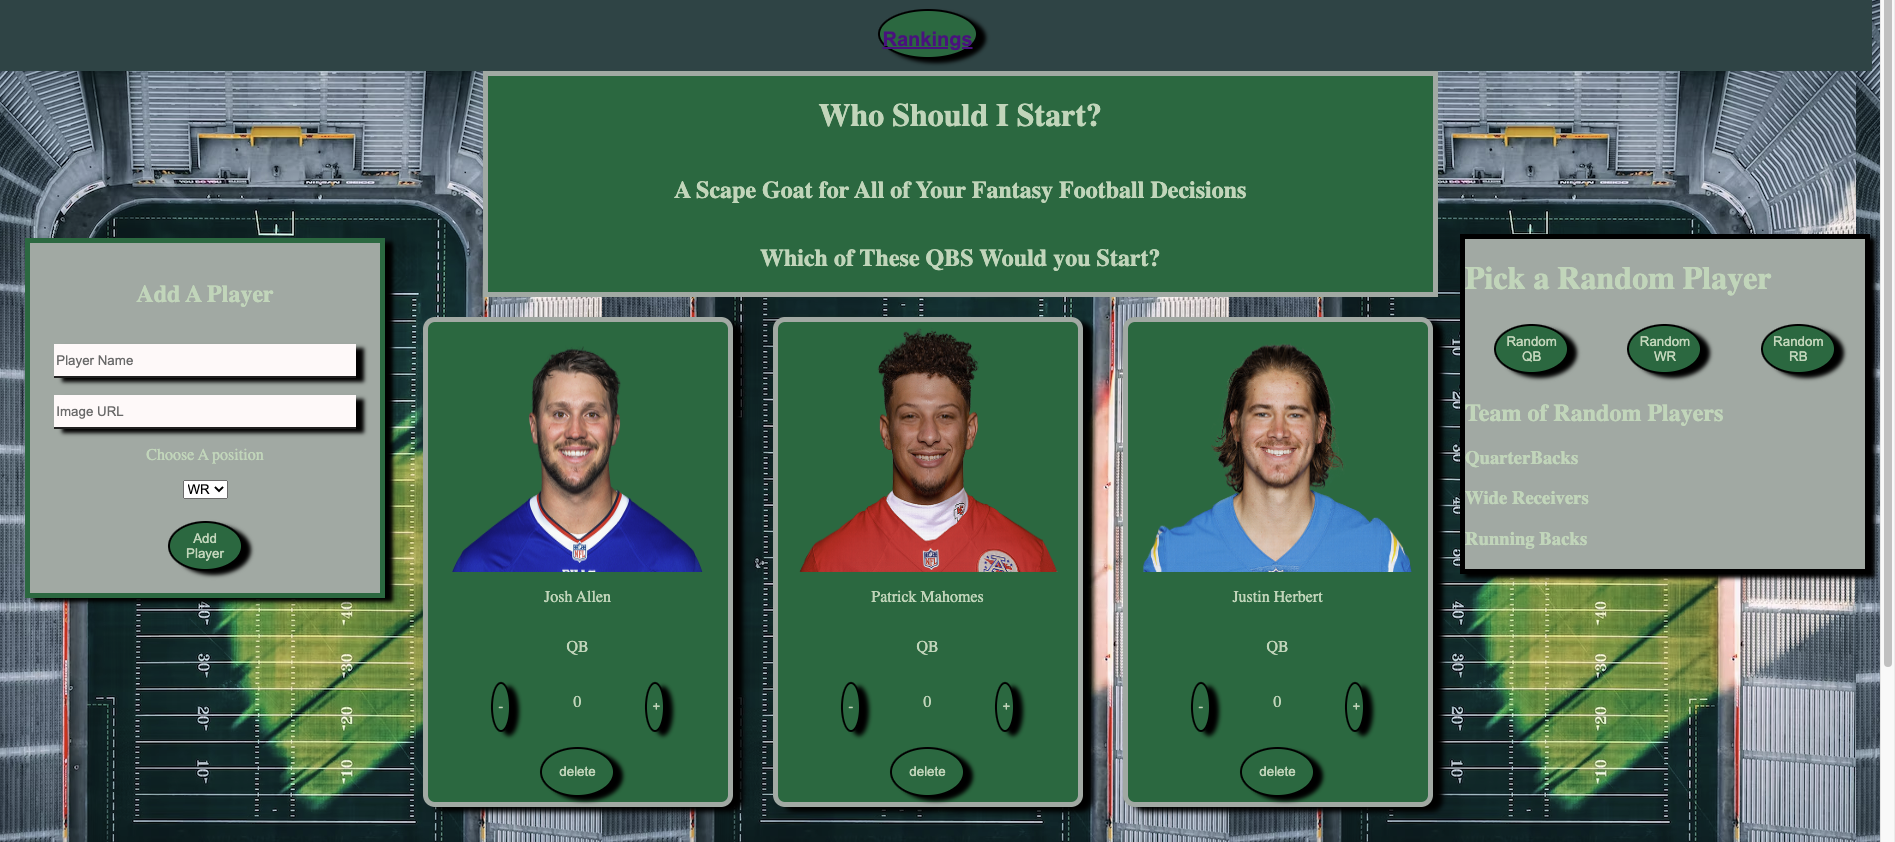 Rankings
Who Should I Start?
A Scape Goat for All of Your Fantasy Football Decisions
Which of These QBS Would you Start?
Add A Player
Player Name
Image URL
Choose A position
WR
Add
Player
Josh Allen
QB
-
0
+
delete
Patrick Mahomes
QB
-
0
+
delete
Justin Herbert
QB
-
0
+
delete
Pick a Random Player
Random
QB
Random
WR
Random
RB
Team of Random Players
QuarterBacks
Wide Receivers
Running Backs